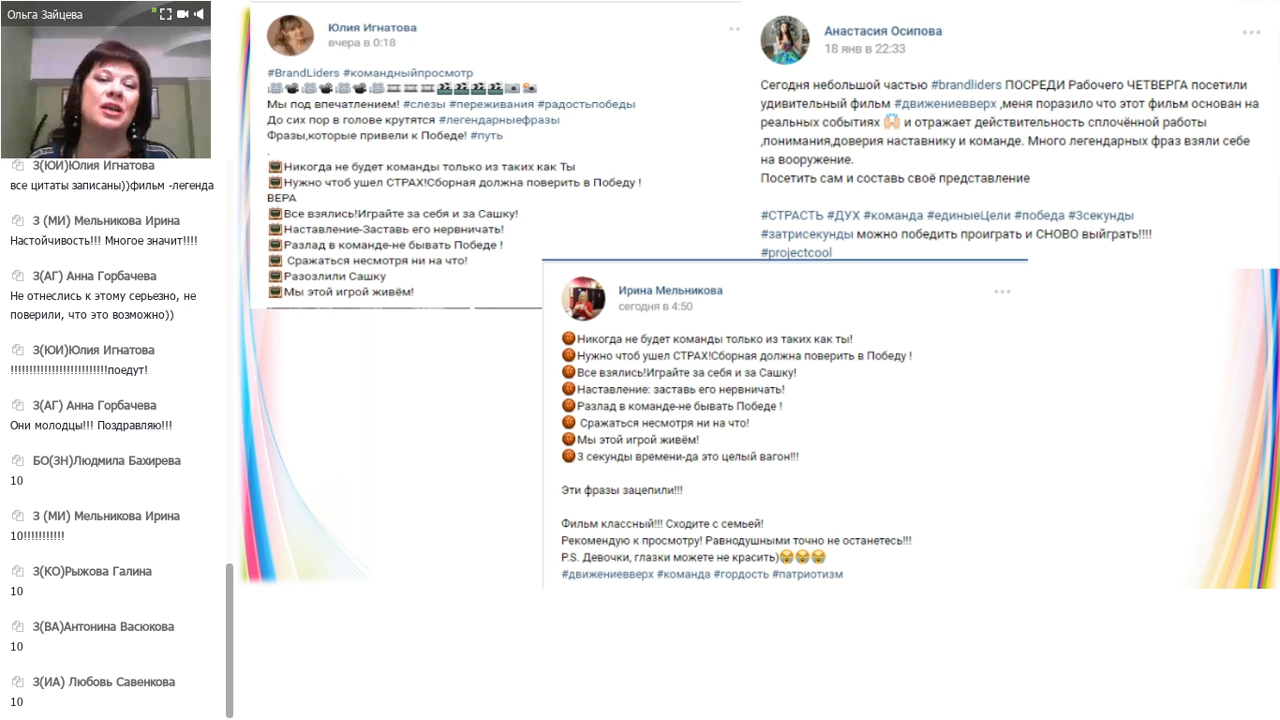 Ольга Зайцева
З(ЮИ)Юлия Игнатова
все цитаты записаны))фильм -легенда
З (МИ) Мельникова Ирина
Настойчивость!!! Многое значит!!!!
З(АГ) Анна Горбачева
Не отнеслись к этому серьезно, не
поверили, что это возможно))
З(ЮИ)Юлия Игнатова
!!!!!!!!!!!!!!!!!!!!!!!!!!!поедут!
З(АГ) Анна Горбачева
Они молодцы!!! Поздравляю!!!
БО(ЗН)Людмила Бахирева
10
З (МИ) Мельникова Ирина
10!!!!!!!!!!!
З(КО)Рыжова Галина
10
З(ВА)Антонина Васюкова
10
З(ИА) Любовь Савенкова
10
Юлия Игнатова
вчера в 0:18
#BrandLiders #командныйпросмотр
Мы под впечатлением! #слезы #переживания #радостьпобеды
До сих пор в голове крутятся #легендарныефразы
Фразы,которые привели к Победе! #путь
.
Никогда не будет команды только из таких как Ты
Нужно чтоб ушел СТРАХ!Сборная должна поверить в Победу !
ВЕРА
Все взялись!Играйте за себя и за Сашку!
Наставление-Заставь его нервничать!
Разлад в команде-не бывать Победе !
Сражаться несмотря ни на что!
Разозлили Сашку
Мы этой игрой живём!
Анастасия Осипова
18 янв в 22:33
Сегодня небольшой частью #brandliders ПОСРЕДИ Рабочего ЧЕТВЕРГА посетили
удивительный фильм #движениевверх ,меня поразило что этот фильм основан на
реальных событиях 🙌 и отражает действительность сплочённой работы
,понимания,доверия наставнику и команде. Много легендарных фраз взяли себе
на вооружение.
Посетить сам и составь своё представление
#СТРАСТЬ #ДУХ #команда #единыеЦели #победа #3секунды
#затрисекунды можно победить проиграть и СНОВО выйграть!!!!
#projectcool
Ирина Мельникова
сегодня в 4:50
🏀Никогда не будет команды только из таких как ты!
🏀Нужно чтоб ушел СТРАХ!Сборная должна поверить в Победу !
🏀Все взялись!Играйте за себя и за Сашку!
🏀Наставление: заставь его нервничать!
🏀Разлад в команде-не бывать Победе !
🏀 Сражаться несмотря ни на что!
🏀Мы этой игрой живём!
🏀3 секунды времени-да это целый вагон!!!
Эти фразы зацепили!!!
Фильм классный!!! Сходите с семьей!
Рекомендую к просмотру! Равнодушными точно не останетесь!!!
P.S. Девочки, глазки можете не красить)😭😭😭
#движениевверх #команда #гордость #патриотизм